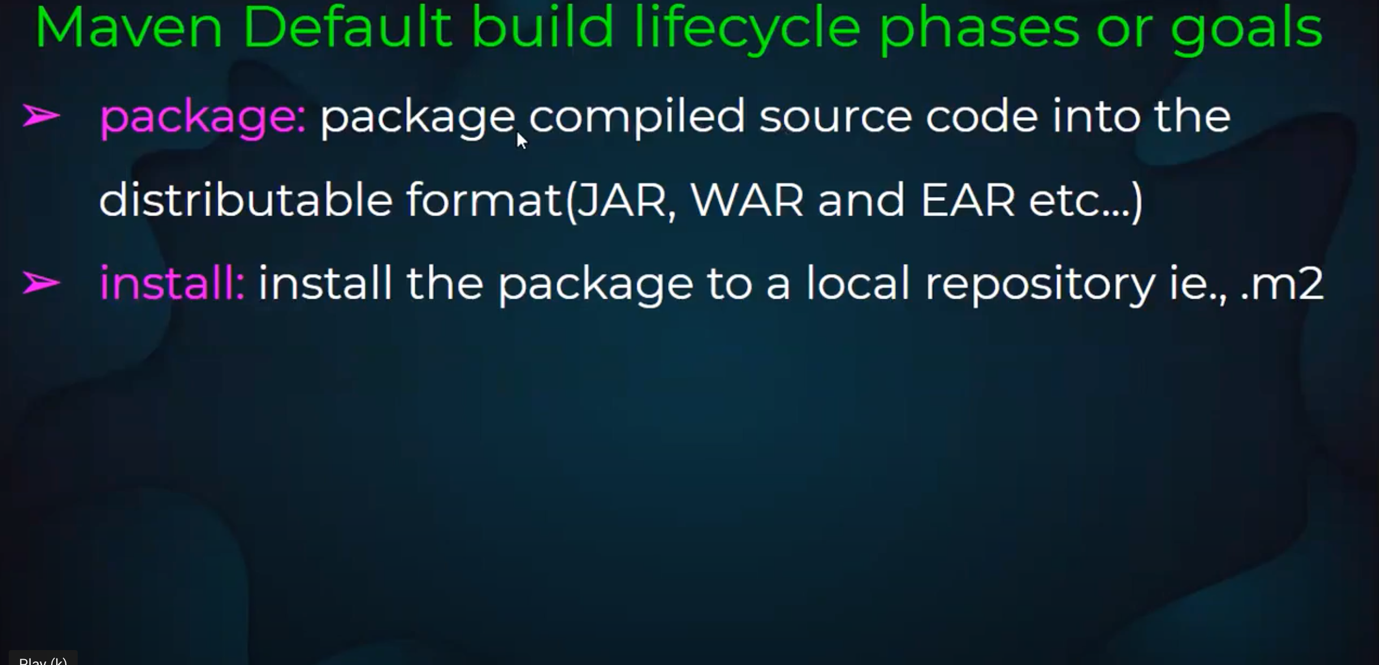 Maven Default build lifecycle phases or goals
➢ package: package compiled source code into the
distributable format(JAR, WAR and EAR etc...)
➢ install: install the package to a local repository ie., .m2
Play (k)